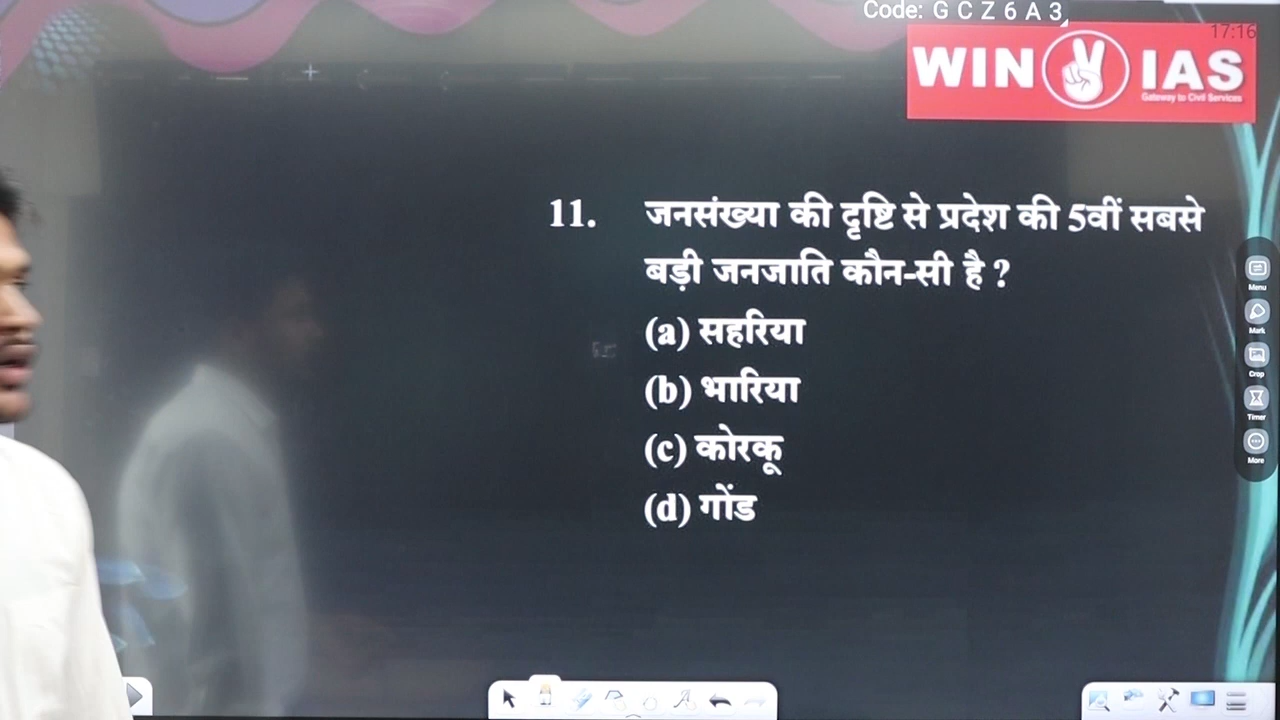 Code: G C Z 6 A 3
17:16
WIN IAS
Gateway to Civil Services
11. जनसंख्या की दृष्टि से प्रदेश की 5वीं सबसे
बड़ी जनजाति कौन-सी है ?
(a) सहरिया
(b) भारिया
(c) कोरकू
(d) गोंड
Menu
Mark
Crop
Timer
More